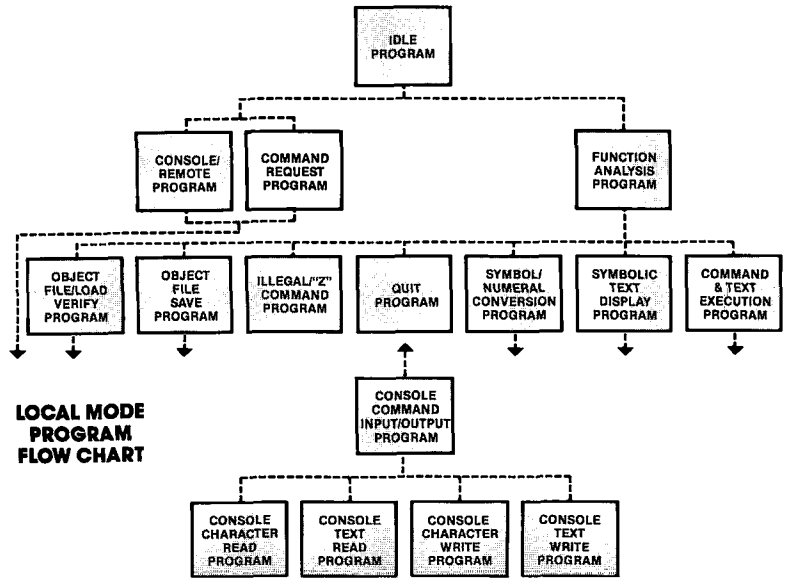 IDLE
PROGRAM
CONSOLE/
REMOTE
PROGRAM
COMMAND
REQUEST
PROGRAM
FUNCTION
ANALYSIS
PROGRAM
OBJECT
FILE/LOAD
VERIFY
PROGRAM
OBJECT
FILE
SAVE
PROGRAM
ILLEGAL/"Z"
COMMAND
PROGRAM
QUIT
PROGRAM
SYMBOL/
NUMERAL
CONVERSION
PROGRAM
SYMBOLIC
TEXT
DISPLAY
PROGRAM
COMMAND
& TEXT
EXECUTION
PROGRAM
LOCAL MODE
PROGRAM
FLOW CHART
CONSOLE
COMMAND
INPUT/OUTPUT
PROGRAM
CONSOLE
CHARACTER
READ
PROGRAM
CONSOLE
TEXT
READ
PROGRAM
CONSOLE
CHARACTER
WRITE
PROGRAM
CONSOLE
TEXT
WRITE
PROGRAM